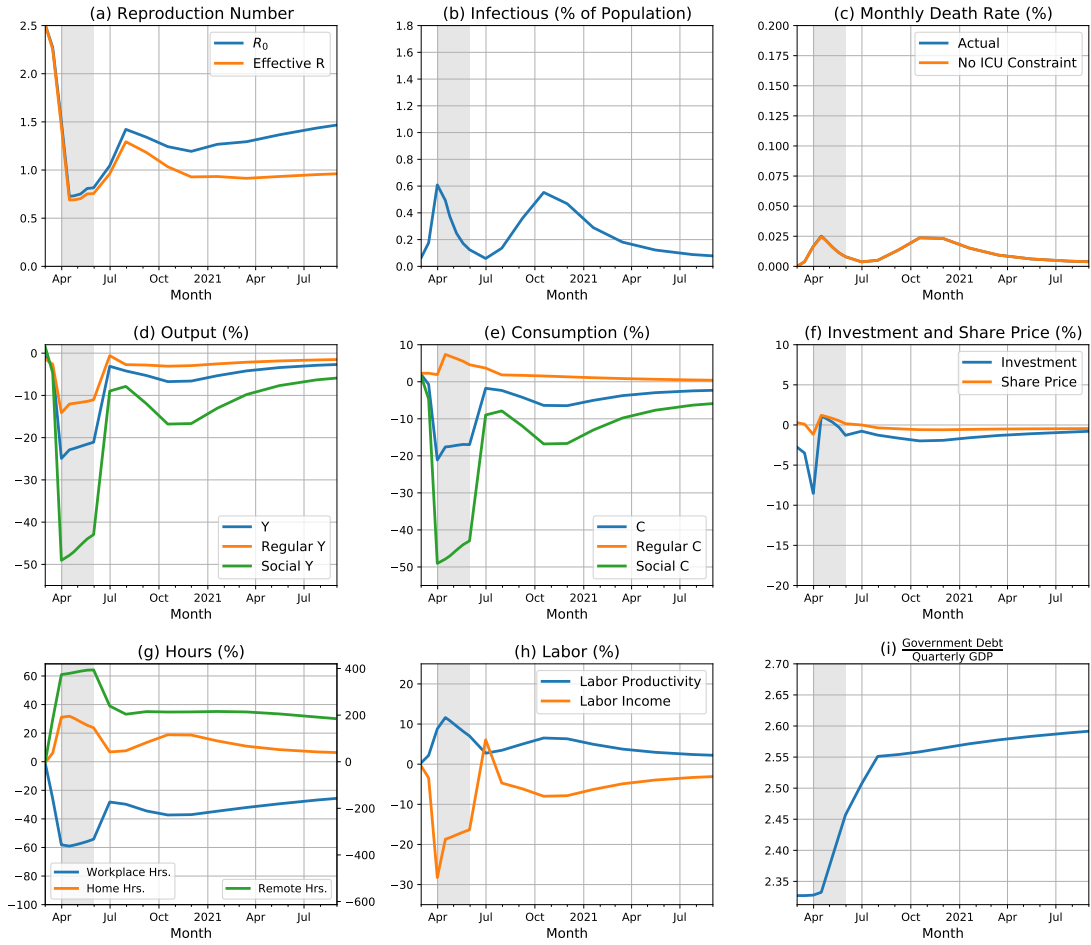 (a) Reproduction Number
2.5
2.0
1.5
1.0
0.5
0.0
R0
Effective R
Apr Jul Oct 2021 Apr Jul
Month
(b) Infectious (% of Population)
1.8
1.6
1.4
1.2
1.0
0.8
0.6
0.4
0.2
0.0
Apr Jul Oct 2021 Apr Jul
Month
(c) Monthly Death Rate (%)
0.200
0.175
0.150
0.125
0.100
0.075
0.050
0.025
0.000
Actual
No ICU Constraint
Apr Jul Oct 2021 Apr Jul
Month
(d) Output (%)
0
−10
−20
−30
−40
−50
Y
Regular Y
Social Y
Apr Jul Oct 2021 Apr Jul
Month
(e) Consumption (%)
10
0
−10
−20
−30
−40
−50
C
Regular C
Social C
Apr Jul Oct 2021 Apr Jul
Month
(f) Investment and Share Price (%)
10
5
0
−5
−10
−15
−20
Investment
Share Price
Apr Jul Oct 2021 Apr Jul
Month
(g) Hours (%)
60
40
20
0
−20
−40
−60
−80
−100
400
200
0
−200
−400
−600
Workplace Hrs.
Home Hrs.
Remote Hrs.
Apr Jul Oct 2021 Apr Jul
Month
(h) Labor (%)
20
10
0
−10
−20
−30
Labor Productivity
Labor Income
Apr Jul Oct 2021 Apr Jul
Month
(i) Government Debt
Quarterly GDP
2.70
2.65
2.60
2.55
2.50
2.45
2.40
2.35
Apr Jul Oct 2021 Apr Jul
Month